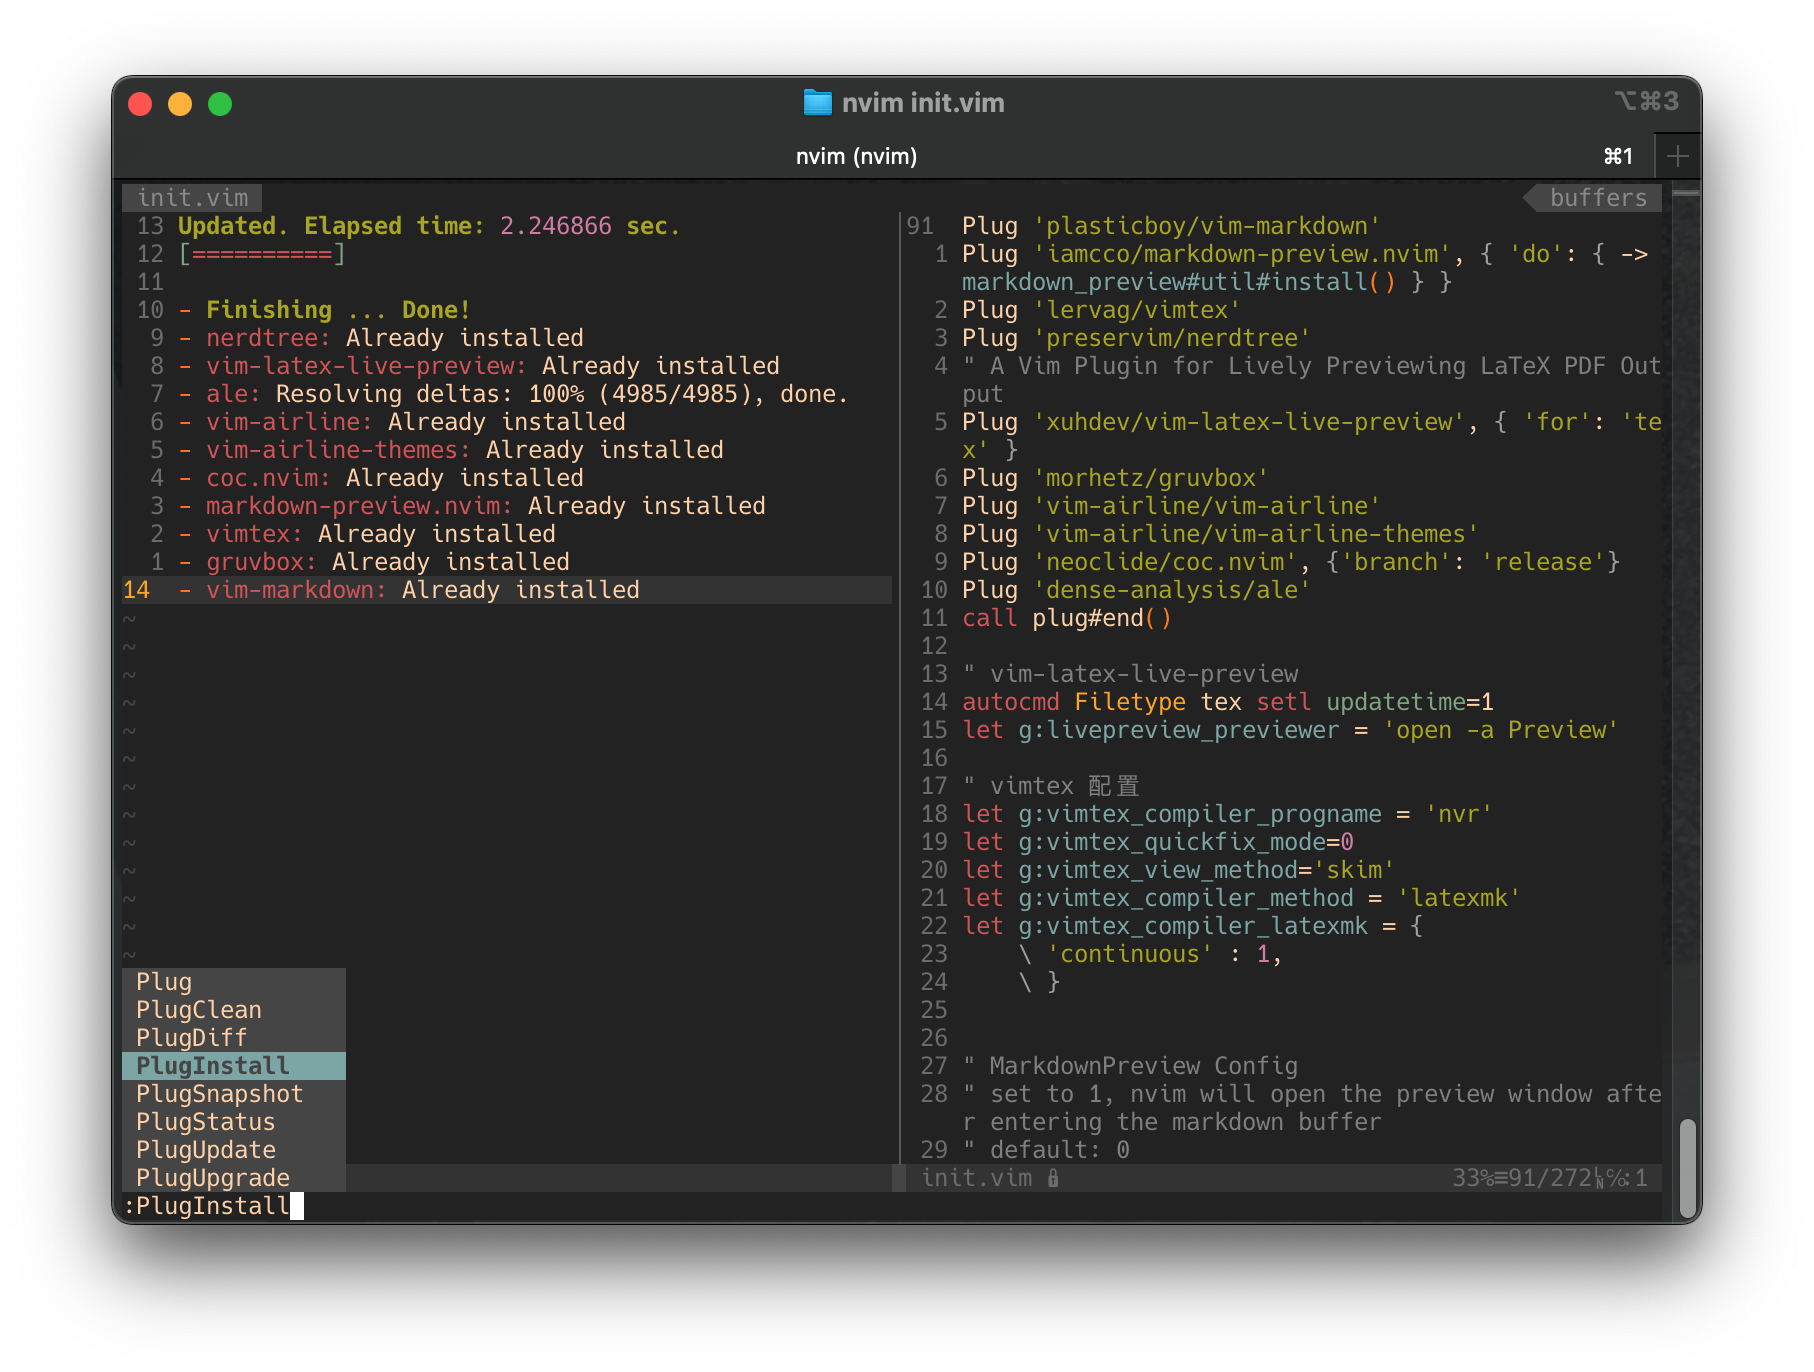 nvim init.vim
⌥⌘3
nvim (nvim)
⌘1
init.vim
buffers
13 Updated. Elapsed time: 2.246866 sec.
12 [==========]
11
10 - Finishing ... Done!
9 - nerdtree: Already installed
8 - vim-latex-live-preview: Already installed
7 - ale: Resolving deltas: 100% (4985/4985), done.
6 - vim-airline: Already installed
5 - vim-airline-themes: Already installed
4 - coc.nvim: Already installed
3 - markdown-preview.nvim: Already installed
2 - vimtex: Already installed
1 - gruvbox: Already installed
14 - vim-markdown: Already installed
~
~
~
~
~
~
~
~
~
~
~
~
~
Plug
PlugClean
PlugDiff
PlugInstall
PlugSnapshot
PlugStatus
PlugUpdate
PlugUpgrade
:PlugInstall
91 Plug 'plasticboy/vim-markdown'
1 Plug 'iamcco/markdown-preview.nvim', { 'do': { ->
markdown_preview#util#install() } }
2 Plug 'lervag/vimtex'
3 Plug 'preservim/nerdtree'
4 " A Vim Plugin for Lively Previewing LaTeX PDF Out
put
5 Plug 'xuhdev/vim-latex-live-preview', { 'for': 'te
x' }
6 Plug 'morhetz/gruvbox'
7 Plug 'vim-airline/vim-airline'
8 Plug 'vim-airline/vim-airline-themes'
9 Plug 'neoclide/coc.nvim', {'branch': 'release'}
10 Plug 'dense-analysis/ale'
11 call plug#end()
12
13 " vim-latex-live-preview
14 autocmd Filetype tex setl updatetime=1
15 let g:livepreview_previewer = 'open -a Preview'
16
17 " vimtex 配置
18 let g:vimtex_compiler_progname = 'nvr'
19 let g:vimtex_quickfix_mode=0
20 let g:vimtex_view_method='skim'
21 let g:vimtex_compiler_method = 'latexmk'
22 let g:vimtex_compiler_latexmk = {
23 \ 'continuous' : 1,
24 \ }
25
26
27 " MarkdownPreview Config
28 " set to 1, nvim will open the preview window afte
r entering the markdown buffer
29 " default: 0
init.vim
33%≡91/272 ℅:1